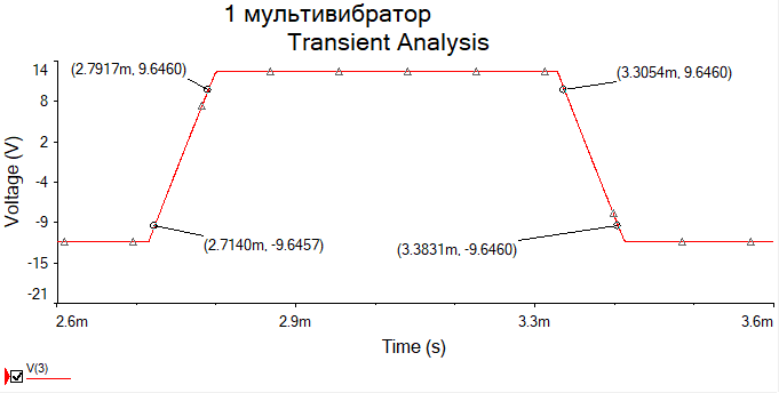 1 мультивибратор
Transient Analysis
(2.7917m, 9.6460)
(3.3054m, 9.6460)
(2.7140m, -9.6457)
(3.3831m, -9.6460)
Voltage (V)
14
8
2
-4
-9
-15
-21
2.6m 2.9m 3.3m 3.6m
Time (s)
V(3)